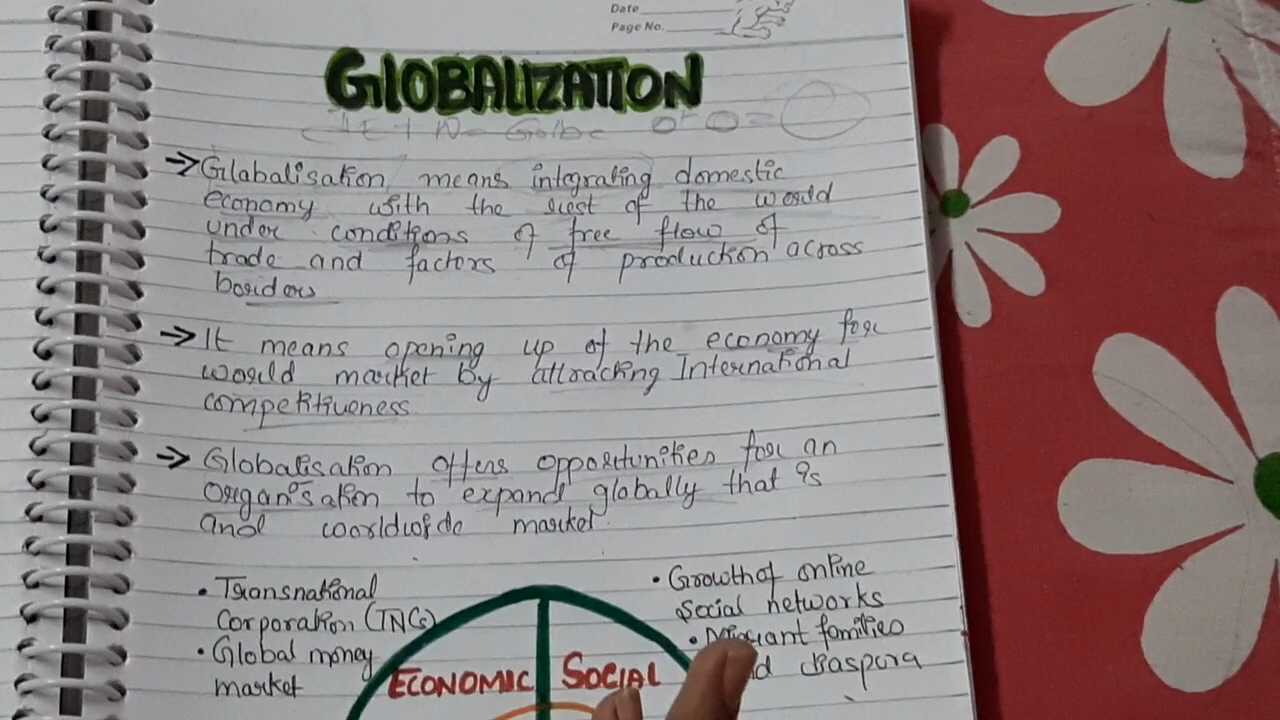 Date
Page No.
GLOBALIZATION
→ Glabalisation means integrating domestic
economy with the rest of the world
under conditions of free flow of
trade and factors of production across
borders
→ It means opening up of the economy for
world market by attracting International
competitiveness
→ Globalisation offers opportunities for an
Organisation to expand globally that is
and worldwide market.
• Transnational
Corporation (TNCs)
• Global money
market
ECONOMIC
SOCIAL
• Growth of online
social networks
• Migrant families
diaspora